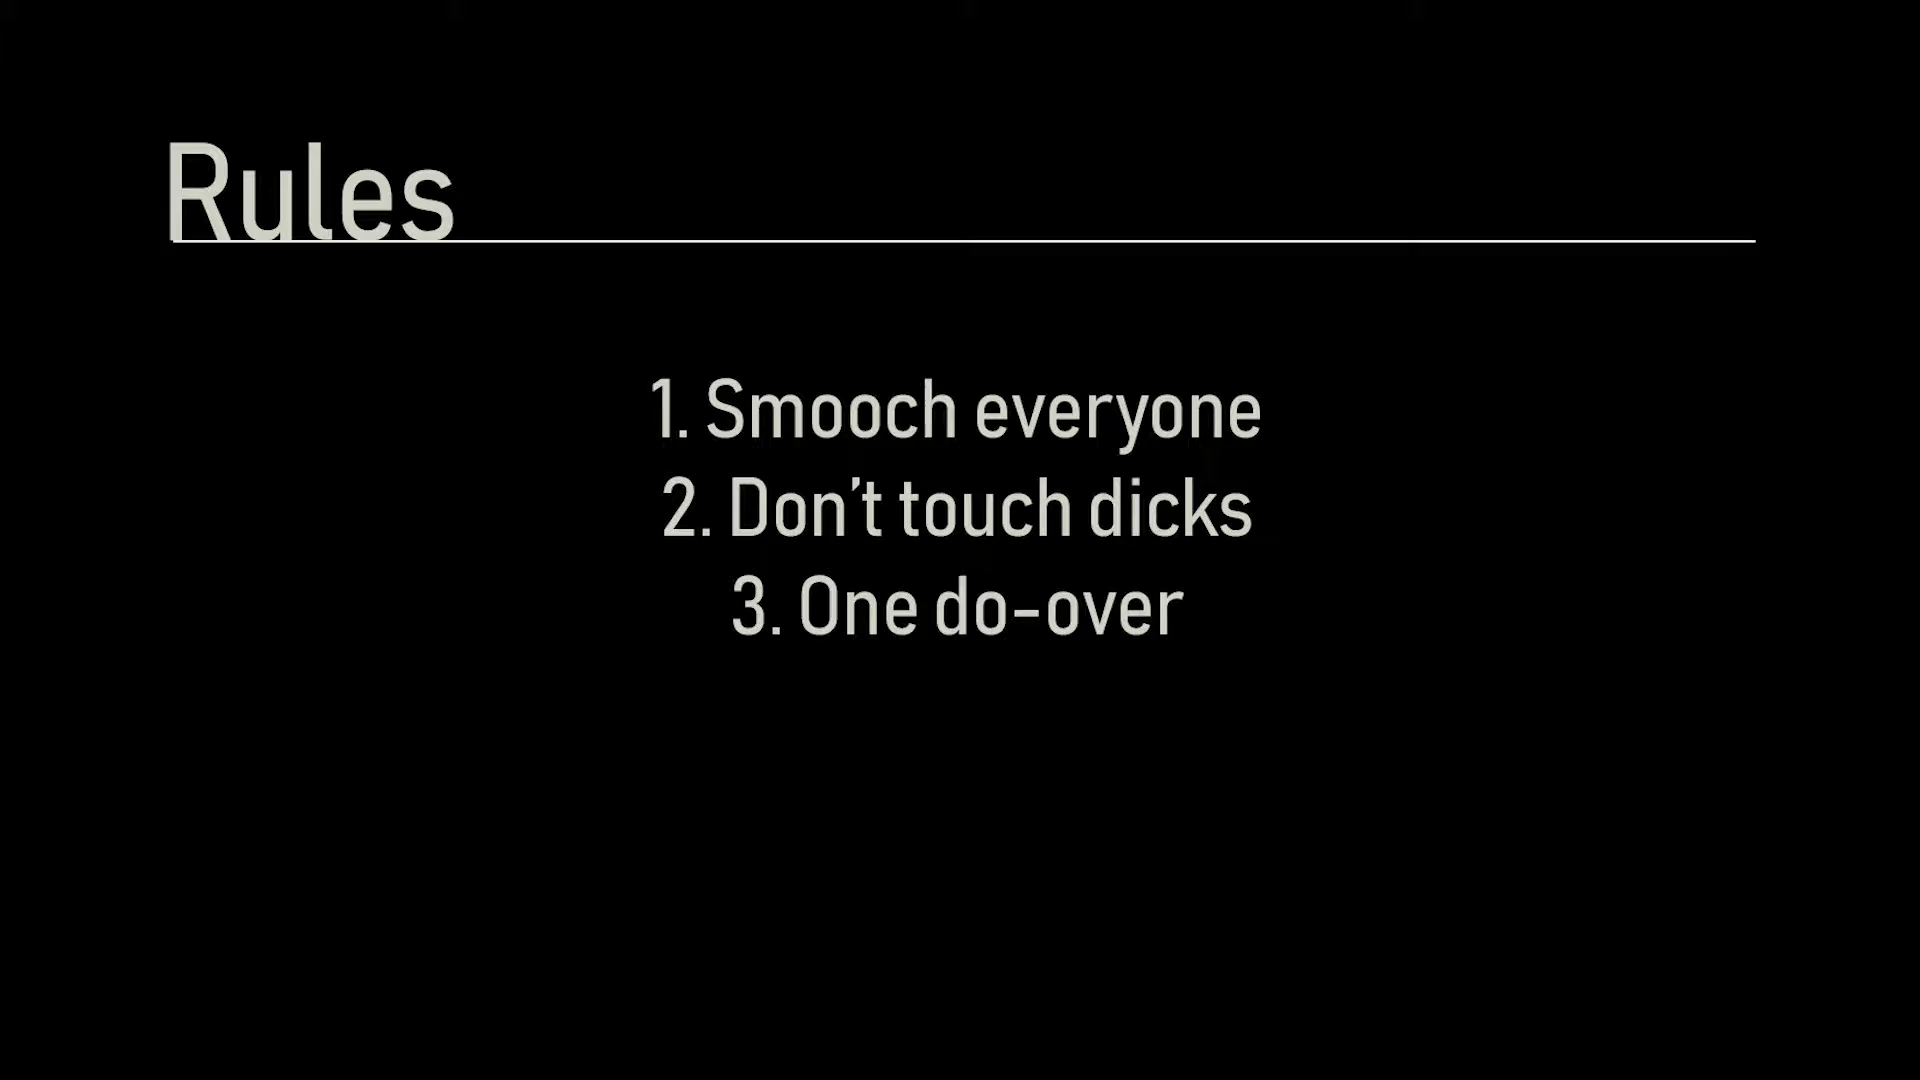 Rules
1. Smooch everyone
2. Don’t touch dicks
3. One do-over